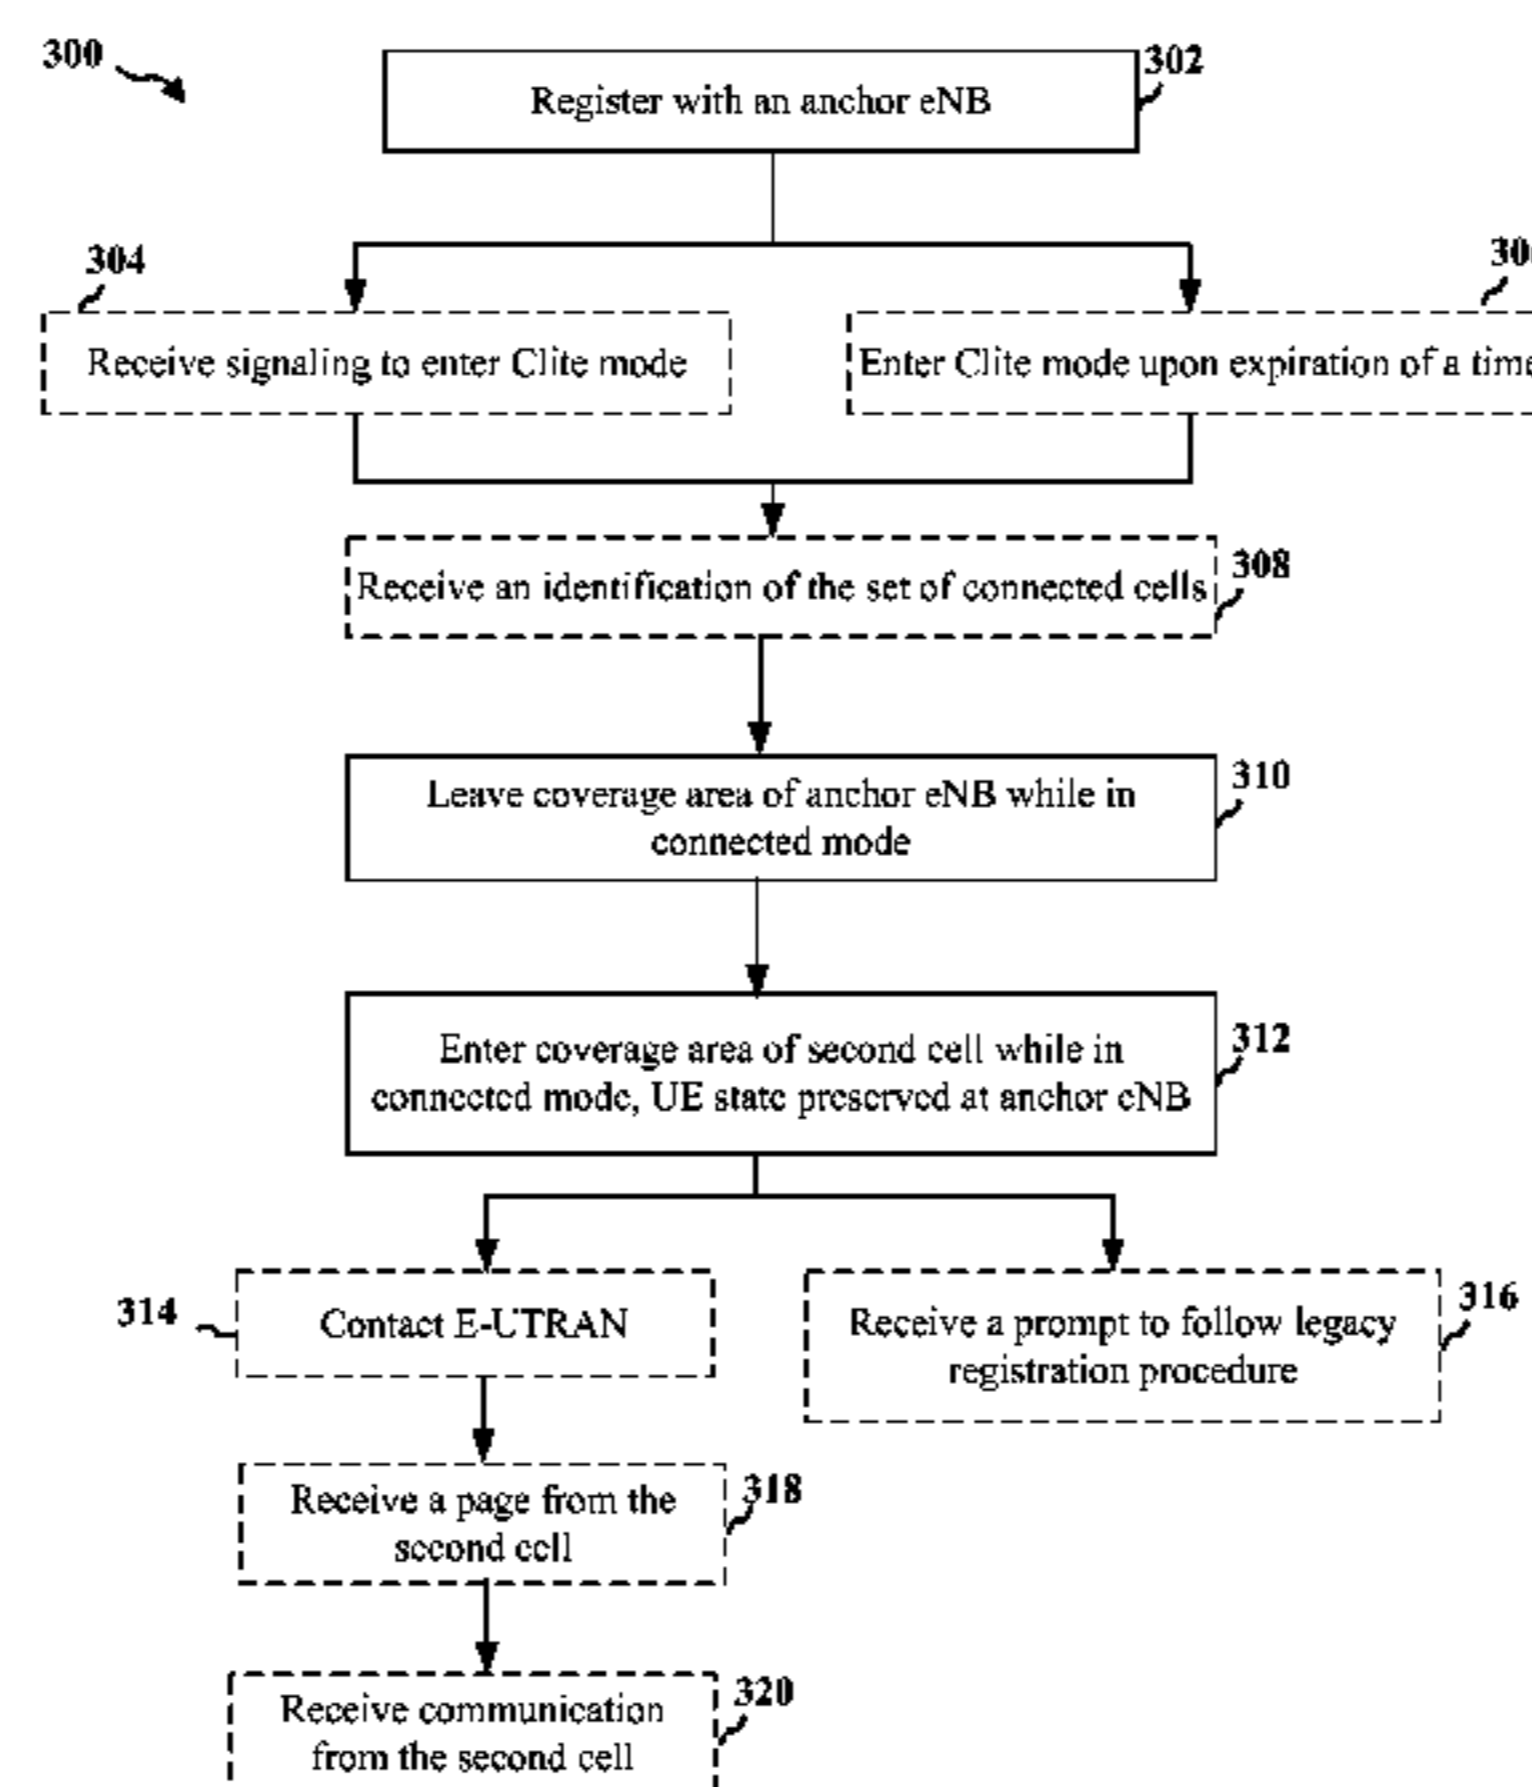 300
302
Register with an anchor eNB
304
30
Receive signaling to enter Clite mode
Enter Clite mode upon expiration of a time
Receive an identification of the set of connected cells
308
Leave coverage area of anchor eNB while in
connected mode
310
Enter coverage area of second cell while in
connected mode, UE state preserved at anchor eNB
312
314
Contact E-UTRAN
Receive a prompt to follow legacy
registration procedure
316
Receive a page from the
second cell
318
Receive communication
from the second cell
320